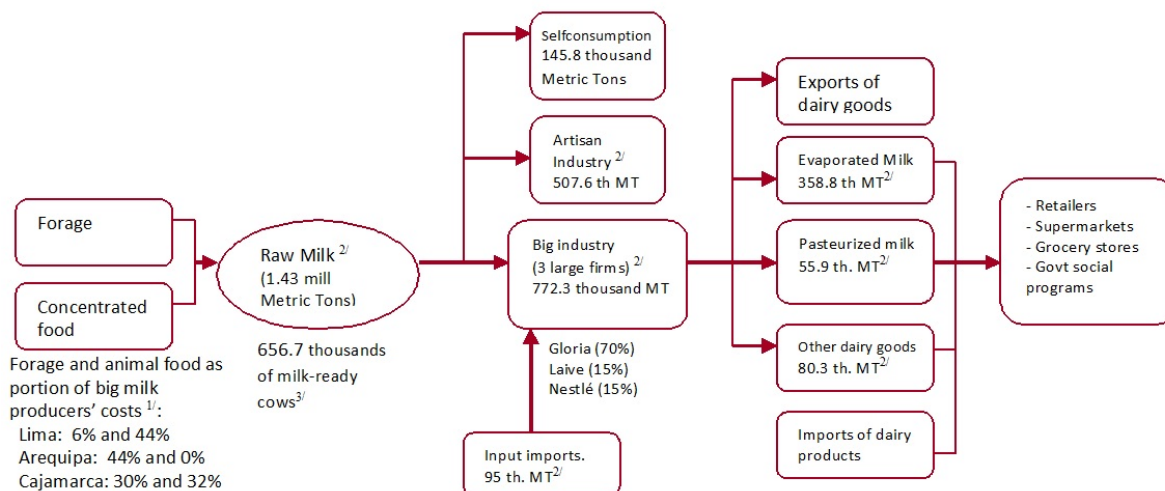 Forage
Concentrated
food
Forage and animal food as
portion of big milk
producers’ costs 1/:
Lima: 6% and 44%
Arequipa: 44% and 0%
Cajamarca: 30% and 32%
Raw Milk 2/
(1.43 mill
Metric Tons)
656.7 thousands
of milk-ready
cows3/
Selfconsumption
145.8 thousand
Metric Tons
Artisan
Industry 2/
507.6 th MT
Big industry
(3 large firms) 2/
772.3 thousand MT
Gloria (70%)
Laive (15%)
Nestlé (15%)
Input imports.
95 th. MT2/
Exports of
dairy goods
Evaporated Milk
358.8 th MT2/
Pasteurized milk
55.9 th. MT2/
Other dairy goods
80.3 th. MT2/
Imports of dairy
products
- Retailers
- Supermarkets
- Grocery stores
- Govt social
programs